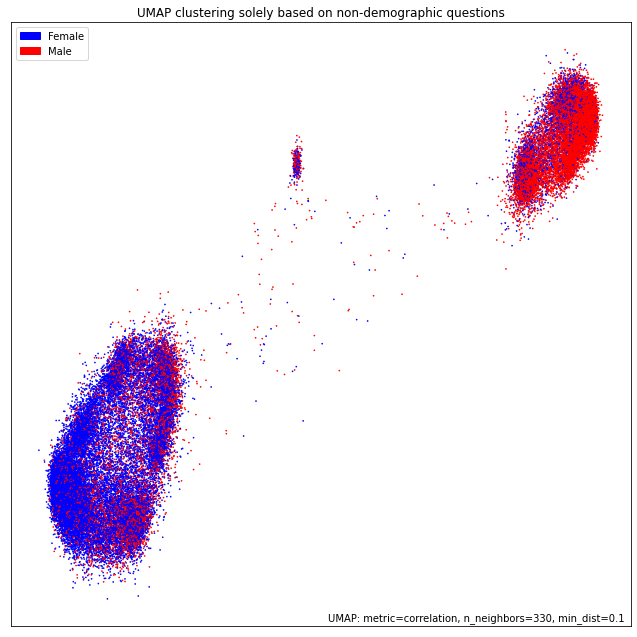 UMAP clustering solely based on non-demographic questions
Female
Male
UMAP: metric=correlation, n_neighbors=330, min_dist=0.1